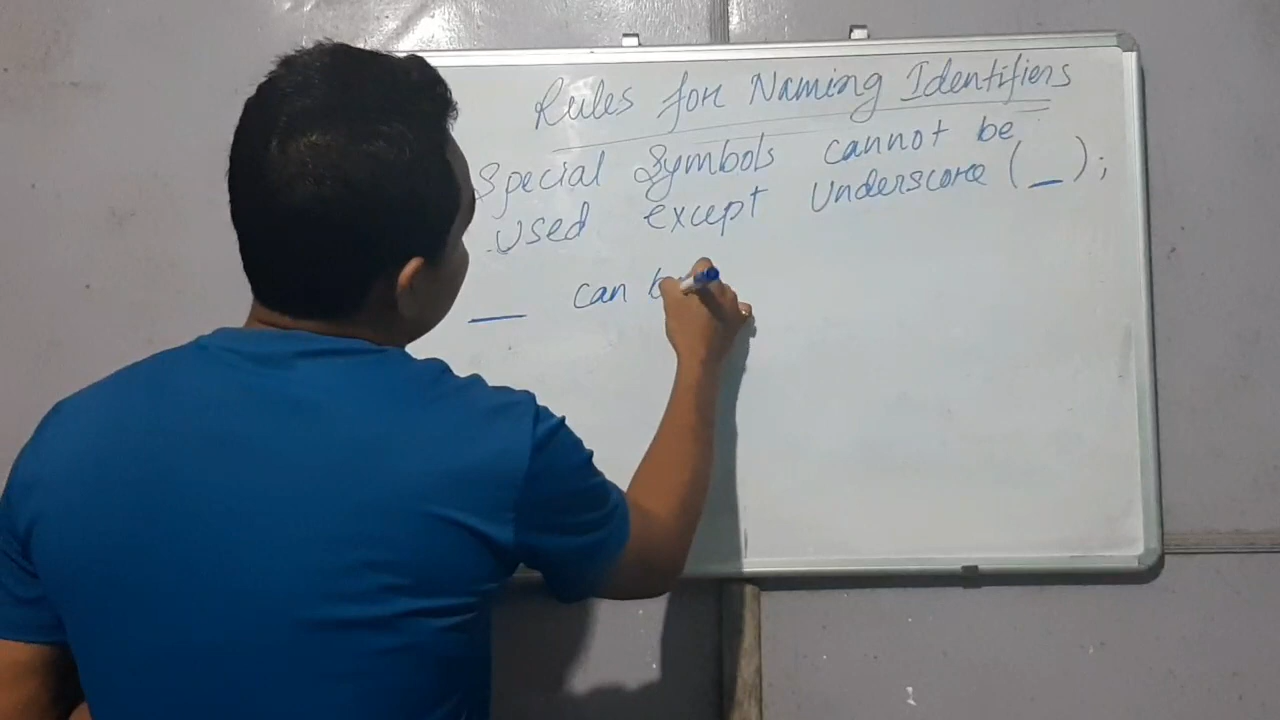 Rules for Naming Identifiers
Special Symbols cannot be
used except Underscore (_);
_ can b